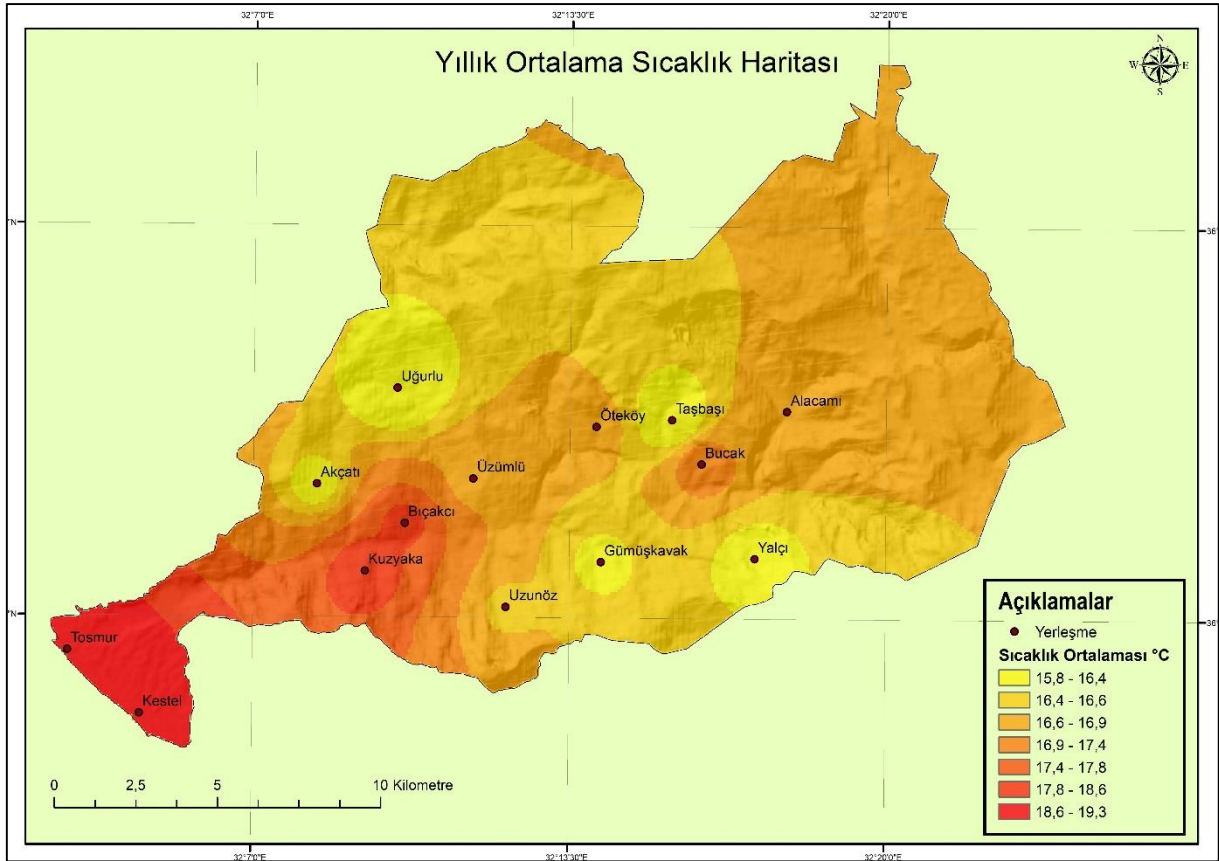 32°7'0"E 32°13'30"E 32°20'0"E
Yıllık Ortalama Sıcaklık Haritası
N
W E
S
'N
Uğurlu
Alacami
Taşbaşı
Öteköy
Bucak
Üzümlü
Akçatı
Bıçakcı
Yalçı
Gümüşkavak
Kuzyaka
Uzunöz
'N
Tosmur
Kestel
Açıklamalar
Yerleşme
Sıcaklık Ortalaması °C
15,8 - 16,4
16,4 - 16,6
16,6 - 16,9
16,9 - 17,4
17,4 - 17,8
17,8 - 18,6
18,6 - 19,3
0 2,5 5 10 Kilometre
32°7'0"E 32°13'30"E 32°20'0"E